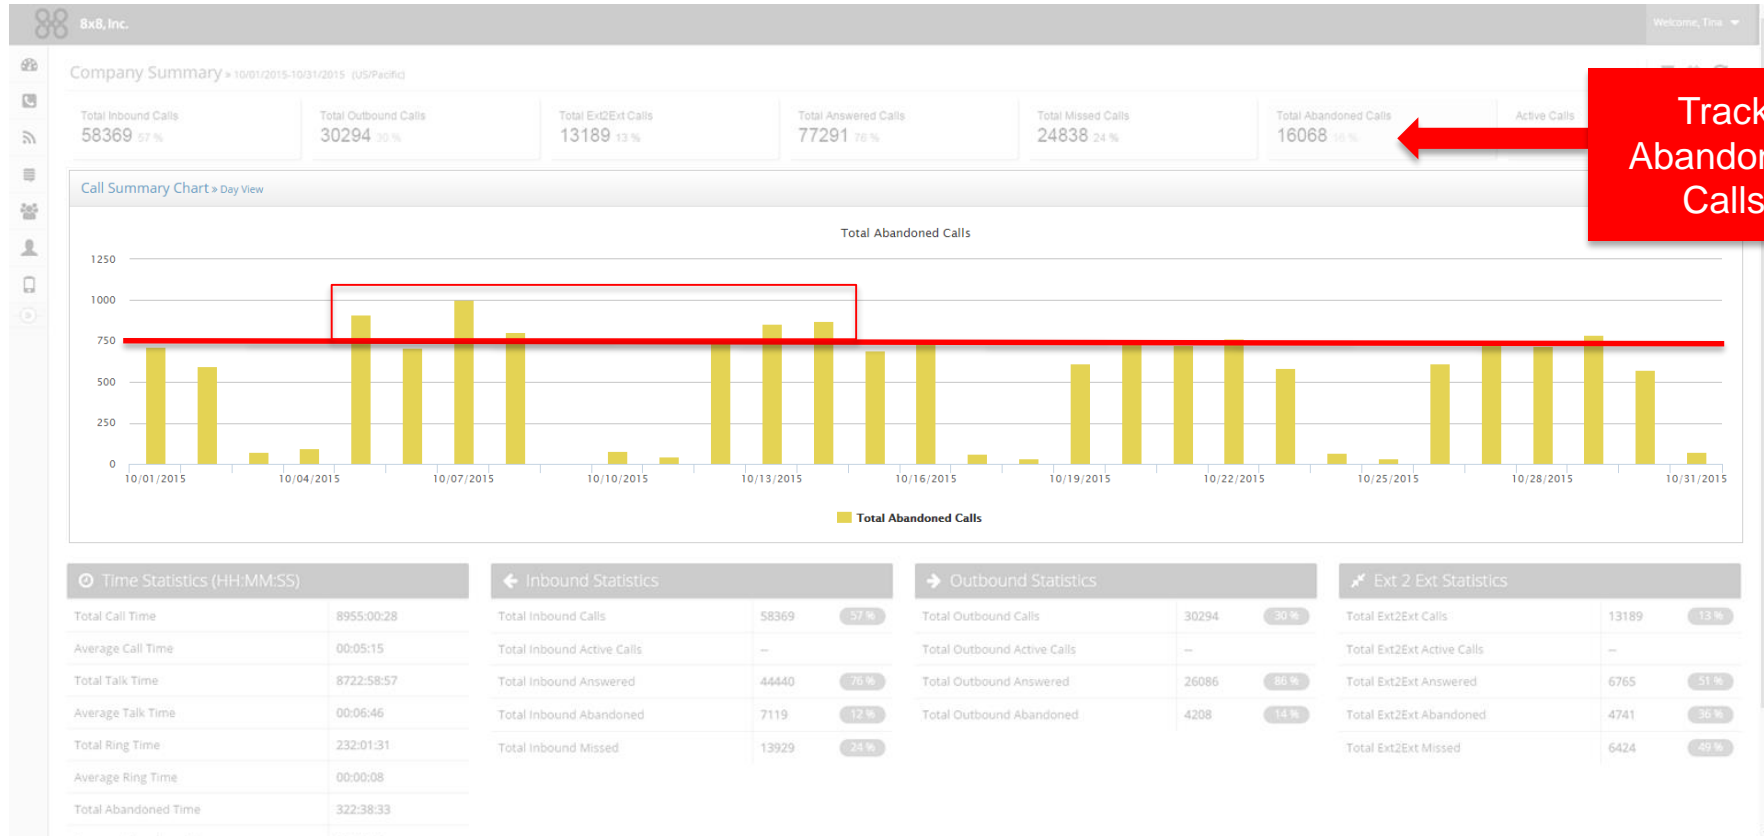 8x8, Inc.
Welcome, Tina
Company Summary » 10/01/2015-10/31/2015 (US/Pacific)
Total Inbound Calls
58369 57 %
Total Outbound Calls
30294 30 %
Total Ext2Ext Calls
13189 13 %
Total Answered Calls
77291 76 %
Total Missed Calls
24838 24 %
Total Abandoned Calls
16068 16 %
Active Calls
Track
Calls
Call Summary Chart » Day View
Total Abandoned Calls
1250
1000
750
500
250
0
10/01/2015 10/04/2015 10/07/2015 10/10/2015 10/13/2015 10/16/2015 10/19/2015 10/22/2015 10/25/2015 10/28/2015 10/31/2015
Total Abandoned Calls
Time Statistics (HH:MM:SS)
Total Call Time 8955:00:28
Average Call Time 00:05:15
Total Talk Time 8722:58:57
Average Talk Time 00:06:46
Total Ring Time 232:01:31
Average Ring Time 00:00:08
Total Abandoned Time 322:38:33
Inbound Statistics
Total Inbound Calls 58369 57 %
Total Inbound Active Calls --
Total Inbound Answered 44440 76 %
Total Inbound Abandoned 7119 12 %
Total Inbound Missed 13929 24 %
Outbound Statistics
Total Outbound Calls 30294 30 %
Total Outbound Active Calls --
Total Outbound Answered 26086 86 %
Total Outbound Abandoned 4208 14 %
Ext 2 Ext Statistics
Total Ext2Ext Calls 13189 13 %
Total Ext2Ext Active Calls --
Total Ext2Ext Answered 6765 51 %
Total Ext2Ext Abandoned 4741 36 %
Total Ext2Ext Missed 6424 49 %